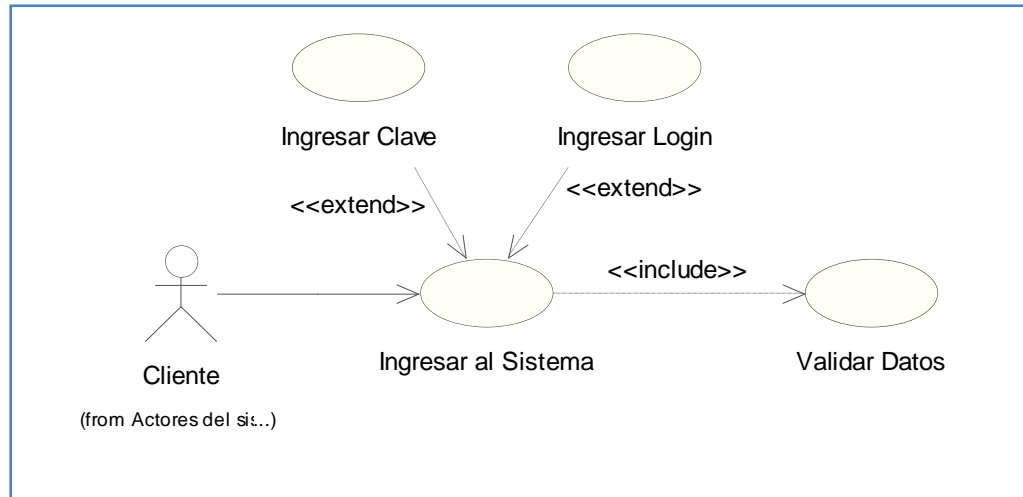 Ingresar Clave
Ingresar Login
<<extend>>
<<extend>>
<<include>>
Ingresar al Sistema
Validar Datos
Cliente
(from Actores del sis...)